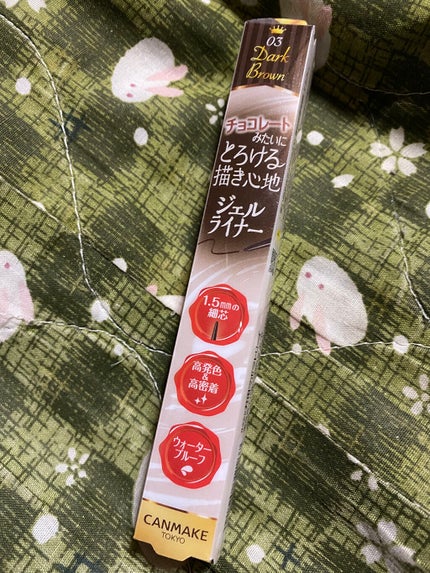 03
Dark
Brown
チョコレート
みたいに
とろける
描き心地
ジェル
ライナー
1.5mmの
細芯
高発色
&
高密着
ウォーター
プルーフ
CANMAKE
TOKYO